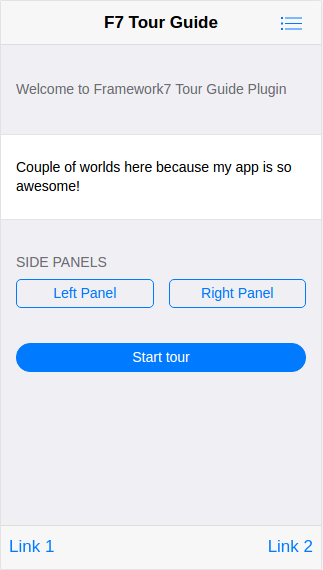 F7 Tour Guide
Welcome to Framework7 Tour Guide Plugin
Couple of worlds here because my app is so
awesome!
SIDE PANELS
Left Panel
Right Panel
Start tour
Link 1
Link 2